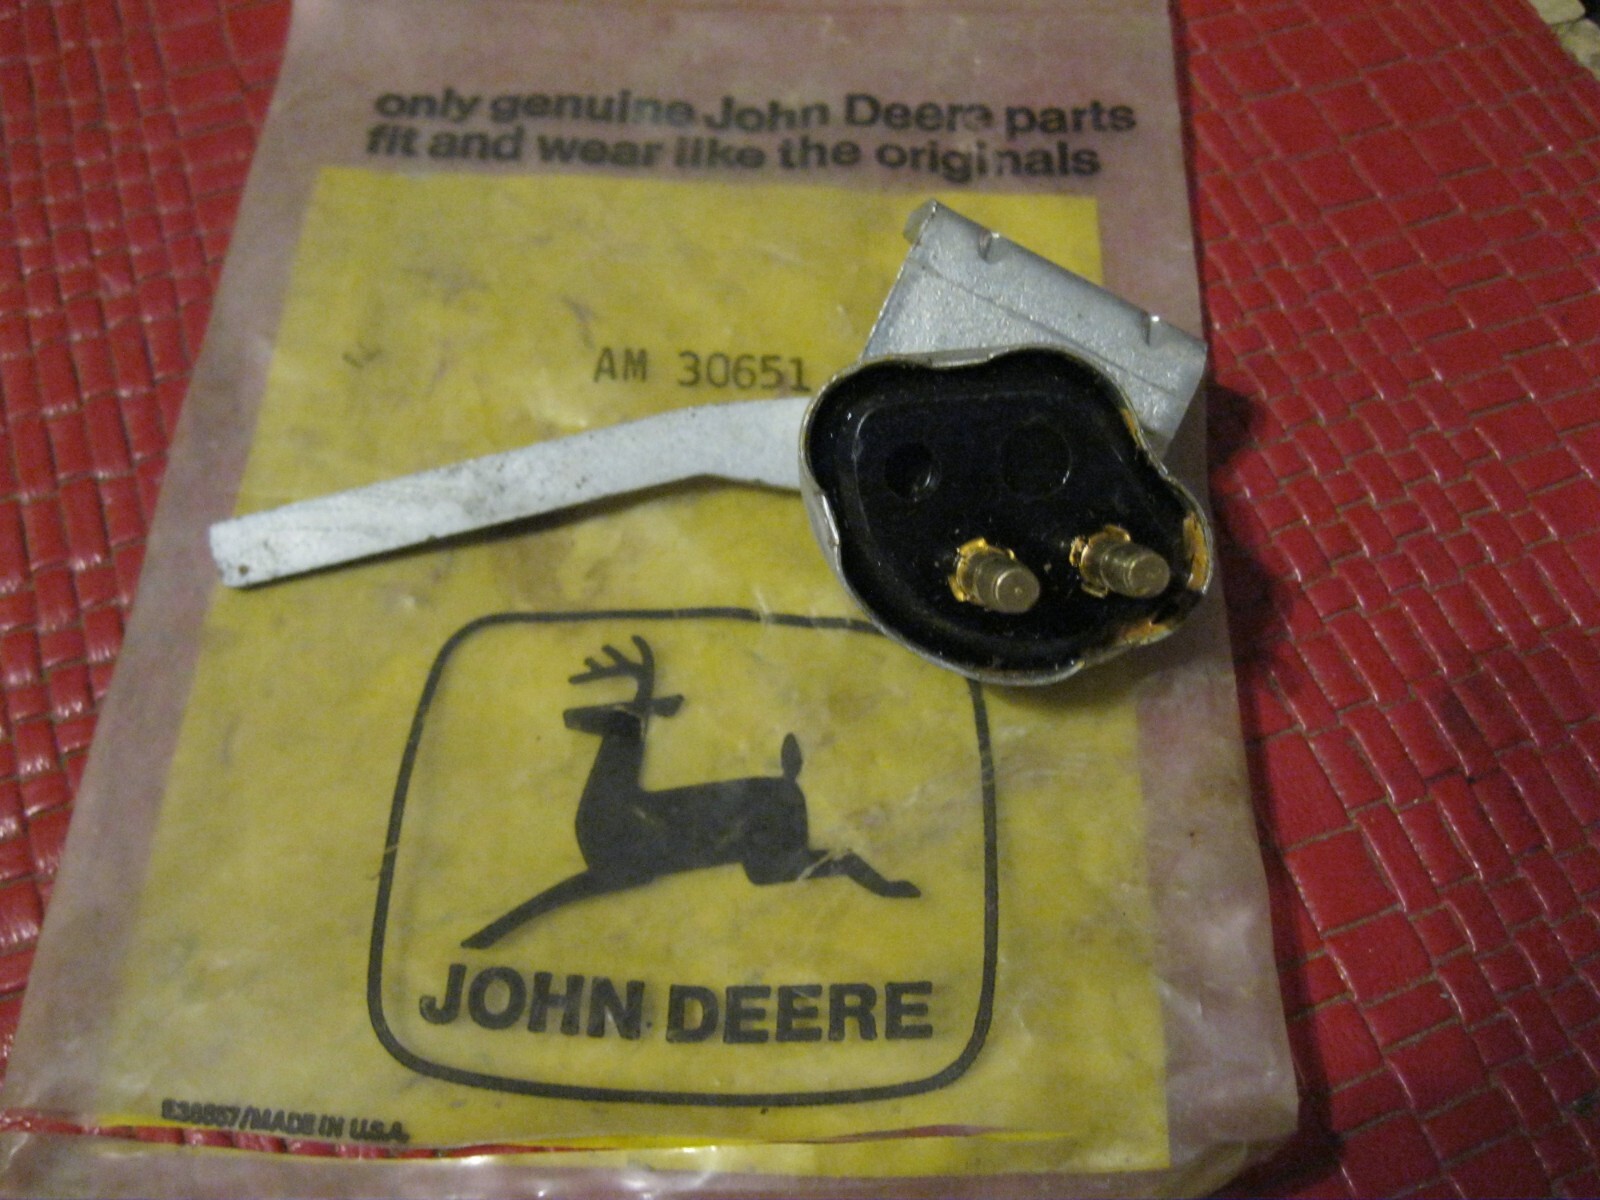 only genuine John Deere parts
fit and wear like the originals
AM 30651
JOHN DEERE
MADE IN U.S.A.